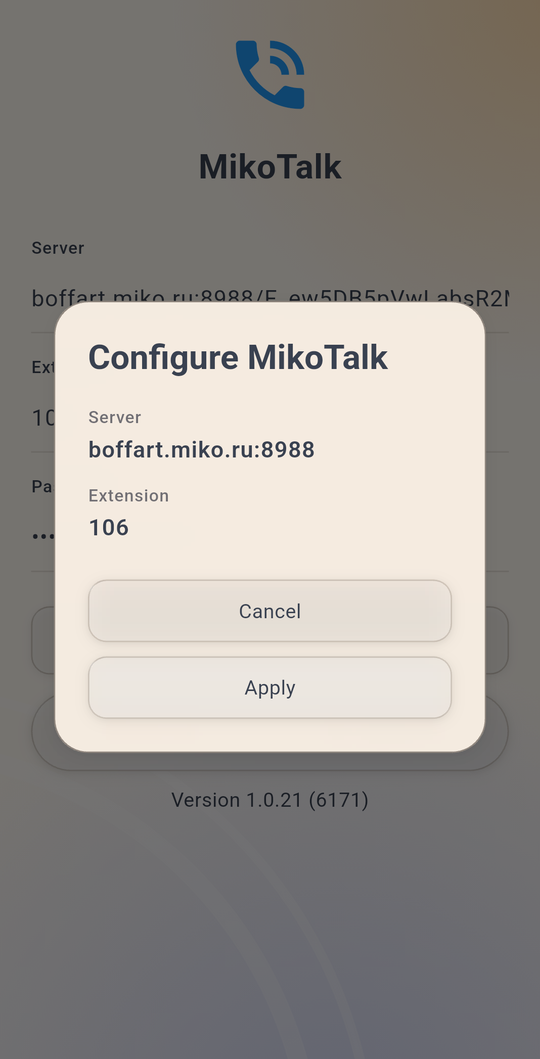 MikoTalk
Server
Configure MikoTalk
Server
boffart.miko.ru:8988
Extension
106
Cancel
Apply
Version 1.0.21 (6171)